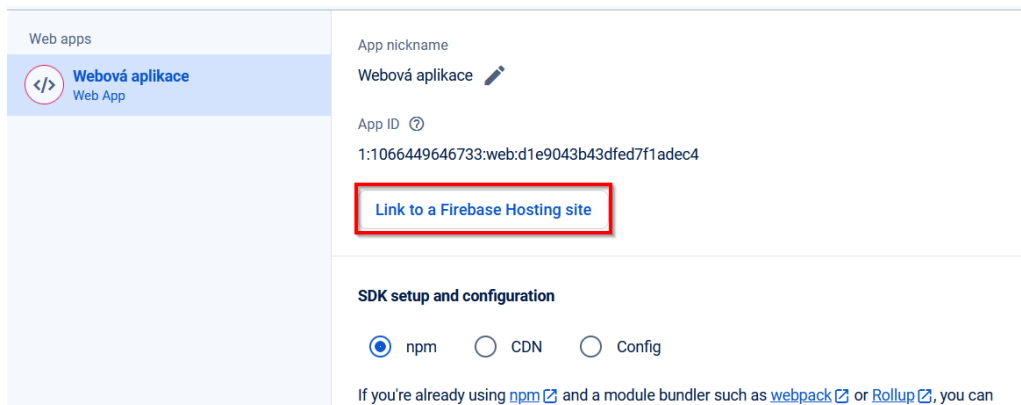 Web apps
Webová aplikace
Web App
App nickname
Webová aplikace
App ID
1:1066449646733:web:d1e9043b43dfed7f1adec4
Link to a Firebase Hosting site
SDK setup and configuration
npm CDN Config
If you're already using npm and a module bundler such as webpack or Rollup, you can